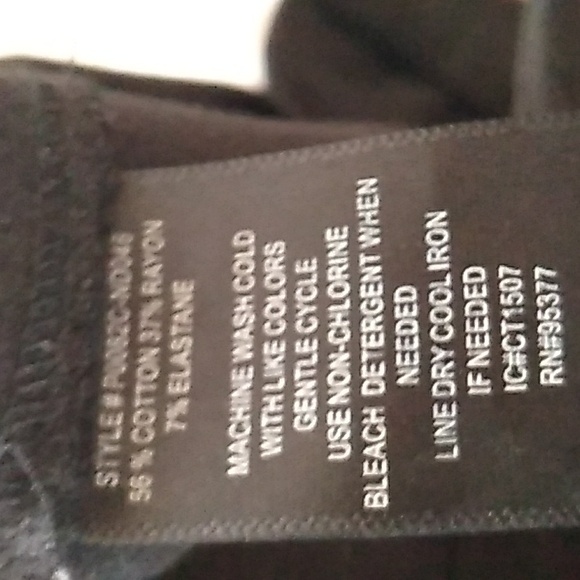 STYLE #
56 % COTTON 37% RAYON
7% ELASTANE
MACHINE WASH COLD
WITH LIKE COLORS
GENTLE CYCLE
USE NON-CHLORINE
BLEACH DETERGENT WHEN
NEEDED
LINE DRY COOL IRON
IF NEEDED
IC#CT1507
RN#95377